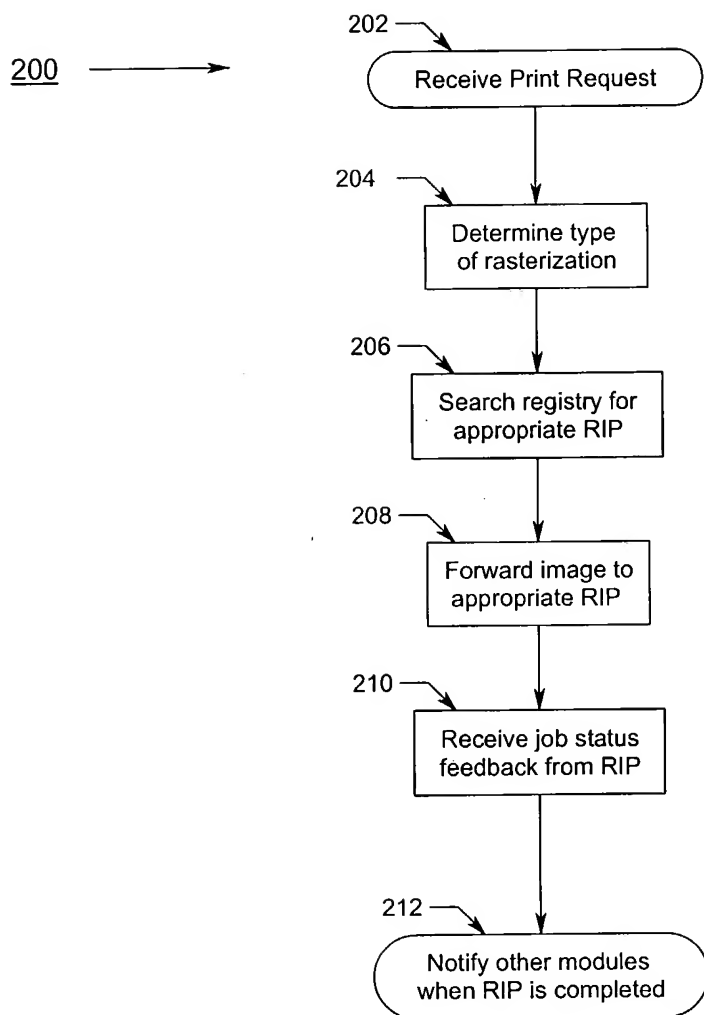 202
200
Receive Print Request
204
Determine type
of rasterization
206
Search registry for
appropriate RIP
208
Forward image to
appropriate RIP
210
Receive job status
feedback from RIP
212
Notify other modules
when RIP is completed